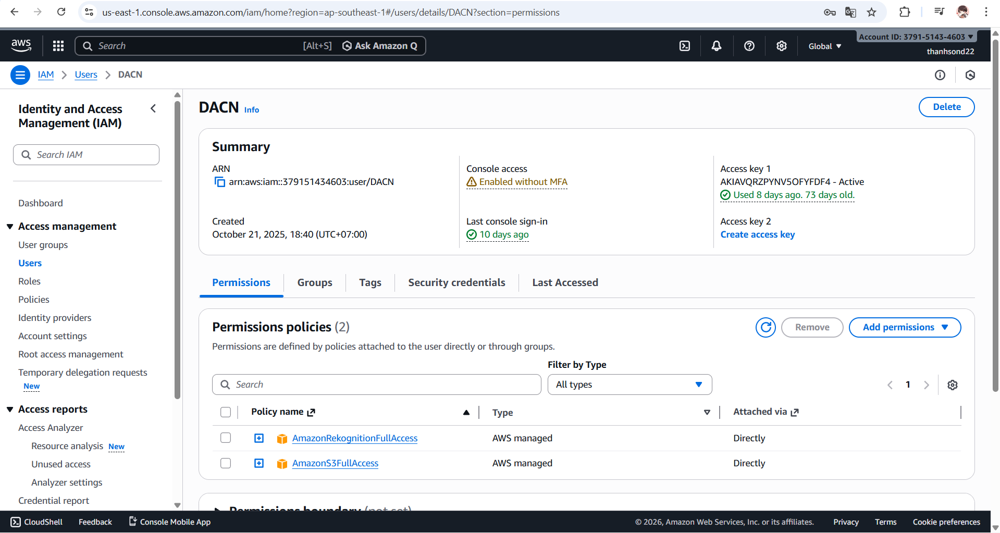 us-east-1.console.aws.amazon.com/iam/home?region=ap-southeast-1#/users/details/DACN?section=permissions
aws
Search [Alt+S] Ask Amazon Q
Global
Account ID: 3791-5143-4603
thanhsond22
IAM > Users > DACN
Identity and Access
Management (IAM)
Search IAM
Dashboard
Access management
User groups
Users
Roles
Policies
Identity providers
Account settings
Root access management
Temporary delegation requests
New
Access reports
Access Analyzer
Resource analysis New
Unused access
Analyzer settings
Credential report
DACN Info
Delete
Summary
ARN
arn:aws:iam::379151434603:user/DACN
Created
October 21, 2025, 18:40 (UTC+07:00)
Console access
Enabled without MFA
Last console sign-in
10 days ago
Access key 1
AKIAVQRZPYNV5OFYFDF4 - Active
Used 8 days ago. 73 days old.
Access key 2
Create access key
Permissions
Groups
Tags
Security credentials
Last Accessed
Permissions policies (2)
Remove
Add permissions
Permissions are defined by policies attached to the user directly or through groups.
Filter by Type
Search
All types
1
Policy name Type Attached via
AmazonRekognitionFullAccess AWS managed Directly
AmazonS3FullAccess AWS managed Directly
Permissions boundary (not set)
CloudShell Feedback Console Mobile App
© 2026, Amazon Web Services, Inc. or its affiliates. Privacy Terms Cookie preferences